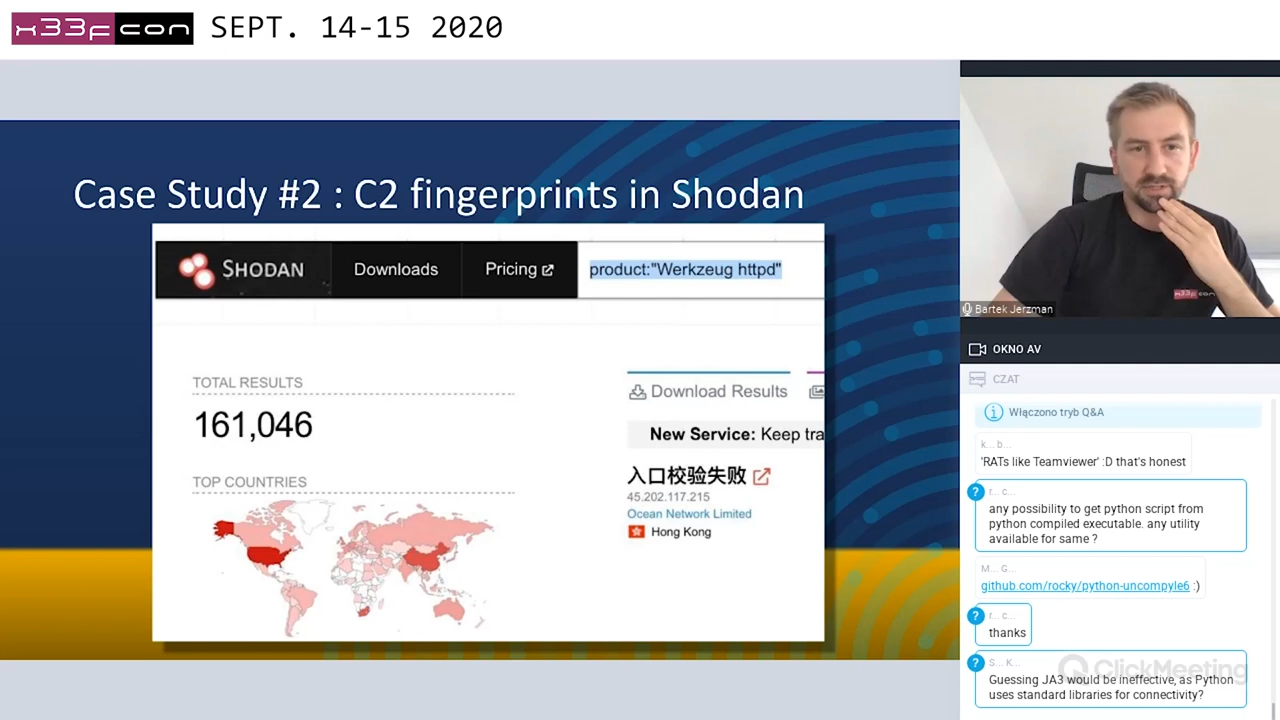 x33fcon SEPT. 14-15 2020
Case Study #2 : C2 fingerprints in Shodan
SHODAN Downloads Pricing product:"Werkzeug httpd"
TOTAL RESULTS
161,046
TOP COUNTRIES
Download Results
New Service: Keep tra
入口校验失败
45.202.117.215
Ocean Network Limited
Hong Kong
x33fcon
Bartek Jerzman
OKNO AV
CZAT
Włączono tryb Q&A
k... b...
'RATs like Teamviewer' :D that's honest
r... c...
any possibility to get python script from
python compiled executable. any utility
available for same ?
M... G...
github.com/rocky/python-uncompyle6 :)
r... c...
thanks
S... K...
Guessing JA3 would be ineffective, as Python
uses standard libraries for connectivity?
ClickMeeting